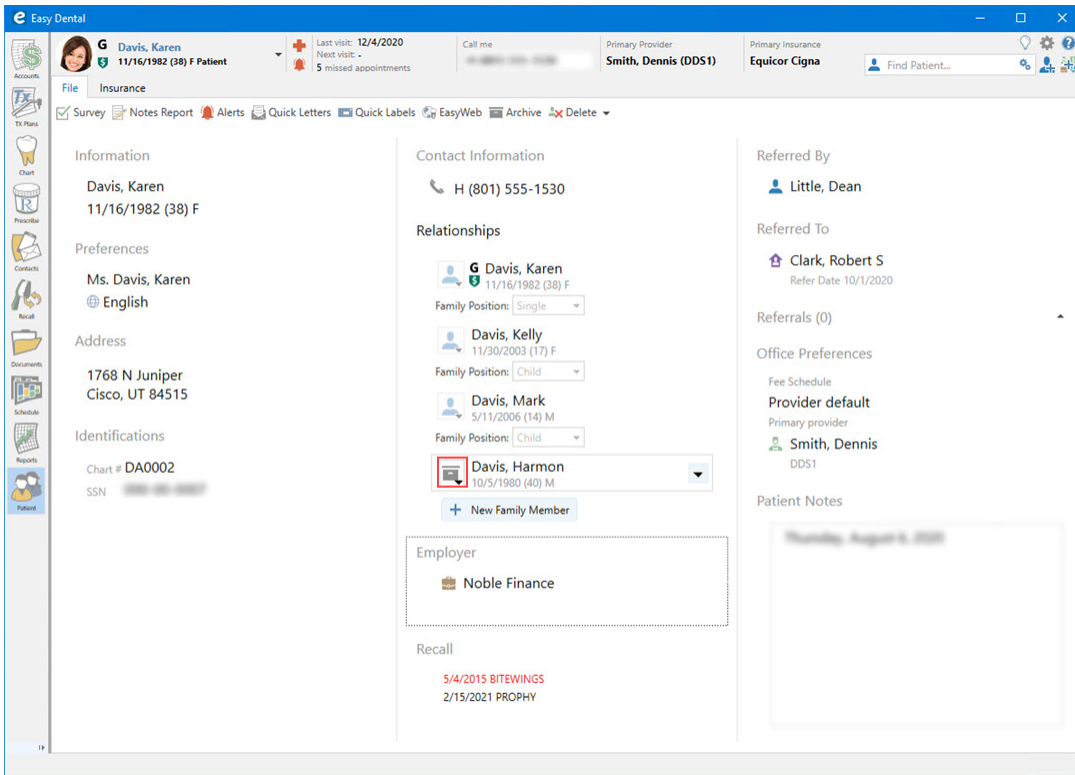 Easy Dental
G Davis, Karen
11/16/1982 (38) F Patient
Last visit: 12/4/2020
Next visit: -
5 missed appointments
Call me
Primary Provider
Smith, Dennis (DDS1)
Primary Insurance
Equicor Cigna
Find Patient...
File Insurance
Survey Notes Report Alerts Quick Letters Quick Labels EasyWeb Archive Delete
Accounts
TX Plans
Chart
Prescribe
Contacts
Recall
Documents
Schedule
Reports
Patient
Information
Davis, Karen
11/16/1982 (38) F
Preferences
Ms. Davis, Karen
English
Address
1768 N Juniper
Cisco, UT 84515
Identifications
Chart # DA0002
SSN
Contact Information
H (801) 555-1530
Relationships
G Davis, Karen
11/16/1982 (38) F
Family Position: Single
Davis, Kelly
11/30/2003 (17) F
Family Position: Child
Davis, Mark
5/11/2006 (14) M
Family Position: Child
Davis, Harmon
10/5/1980 (40) M
+ New Family Member
Employer
Noble Finance
Recall
5/4/2015 BITEWINGS
2/15/2021 PROPHY
Referred By
Little, Dean
Referred To
Clark, Robert S
Refer Date 10/1/2020
Referrals (0)
Office Preferences
Fee Schedule
Provider default
Primary provider
Smith, Dennis
DDS1
Patient Notes